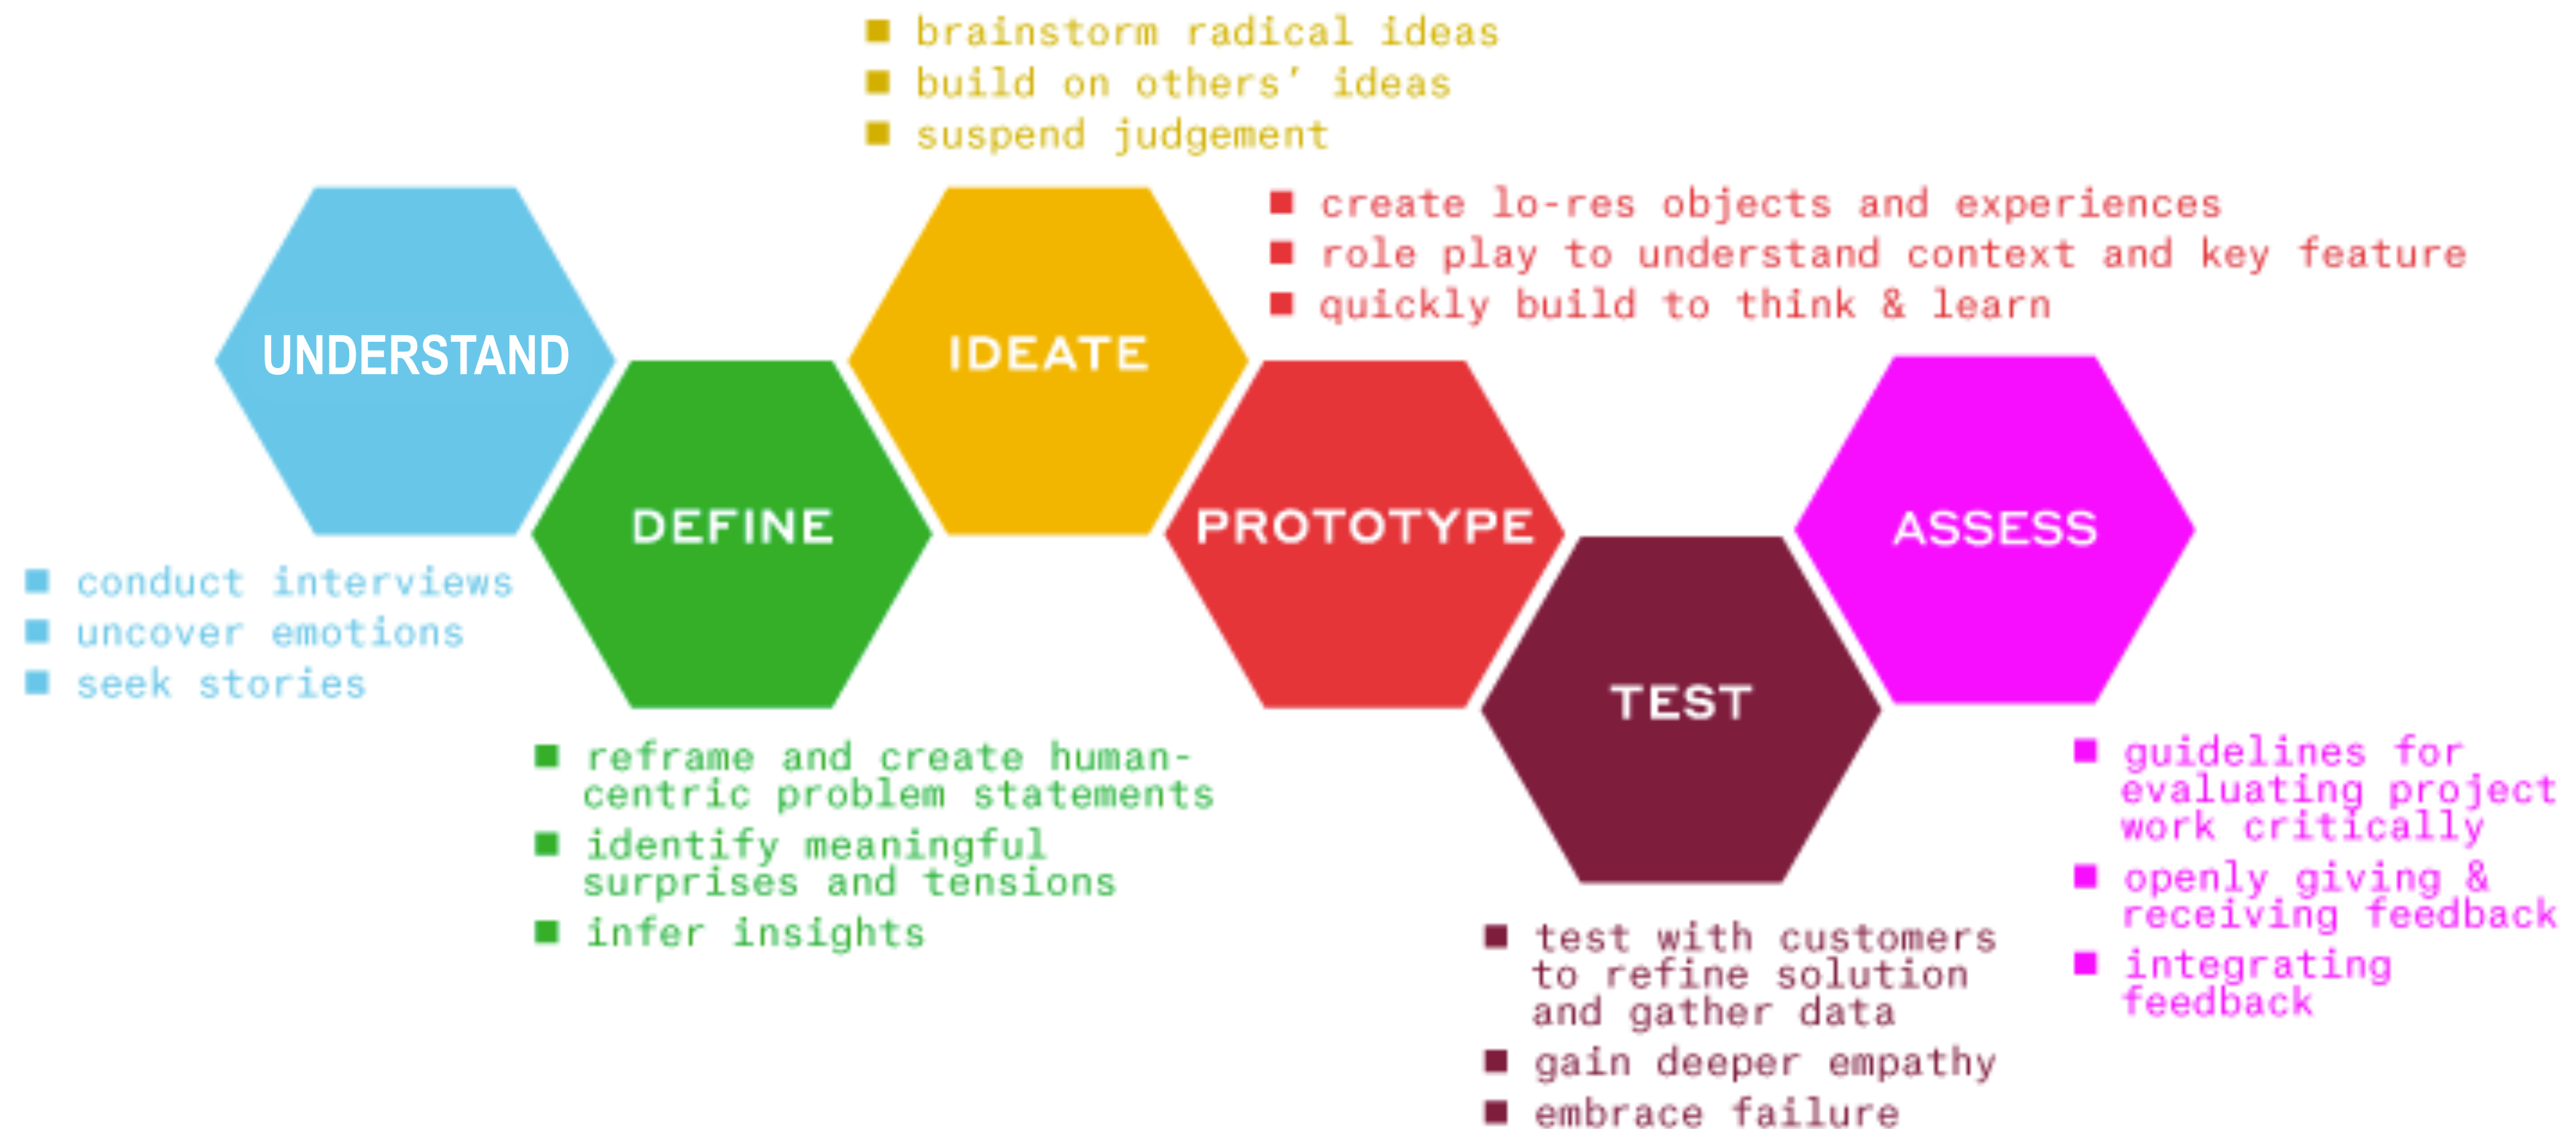 ■ brainstorm radical ideas
■ build on others' ideas
■ suspend judgement
■ create lo-res objects and experiences
■ role play to understand context and key feature
■ quickly build to think & learn
UNDERSTAND
IDEATE
DEFINE
PROTOTYPE
ASSESS
TEST
■ conduct interviews
■ uncover emotions
■ seek stories
■ reframe and create human-
centric problem statements
■ identify meaningful
surprises and tensions
■ infer insights
■ test with customers
to refine solution
and gather data
■ gain deeper empathy
■ embrace failure
■ guidelines for
evaluating project
work critically
■ openly giving &
receiving feedback
■ integrating
feedback